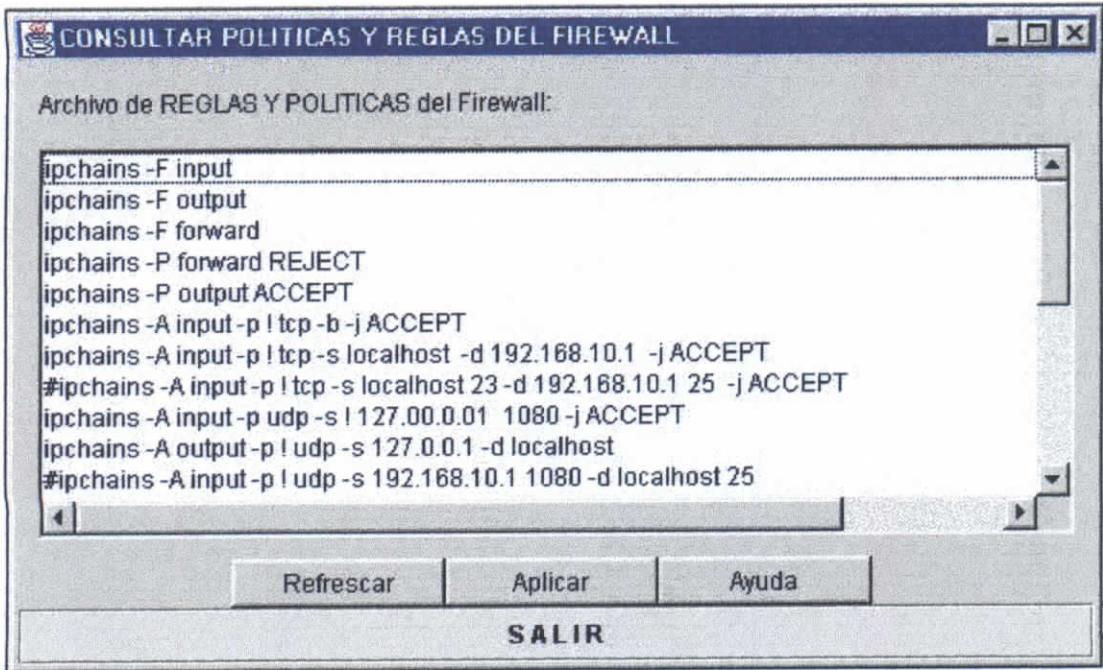 CONSULTAR POLITICAS Y REGLAS DEL FIREWALL
Archivo de REGLAS Y POLITICAS del Firewall:
ipchains -F input
ipchains -F output
ipchains -F forward
ipchains -P forward REJECT
ipchains -P output ACCEPT
ipchains -A input -p ! tcp -b -j ACCEPT
ipchains -A input -p ! tcp -s localhost -d 192.168.10.1 -j ACCEPT
#ipchains -A input -p ! tcp -s localhost 23 -d 192.168.10.1 25 -j ACCEPT
ipchains -A input -p udp -s ! 127.00.0.01 1080 -j ACCEPT
ipchains -A output -p ! udp -s 127.0.0.1 -d localhost
#ipchains -A input -p ! udp -s 192.168.10.1 1080 -d localhost 25
Refrescar Aplicar Ayuda
SALIR